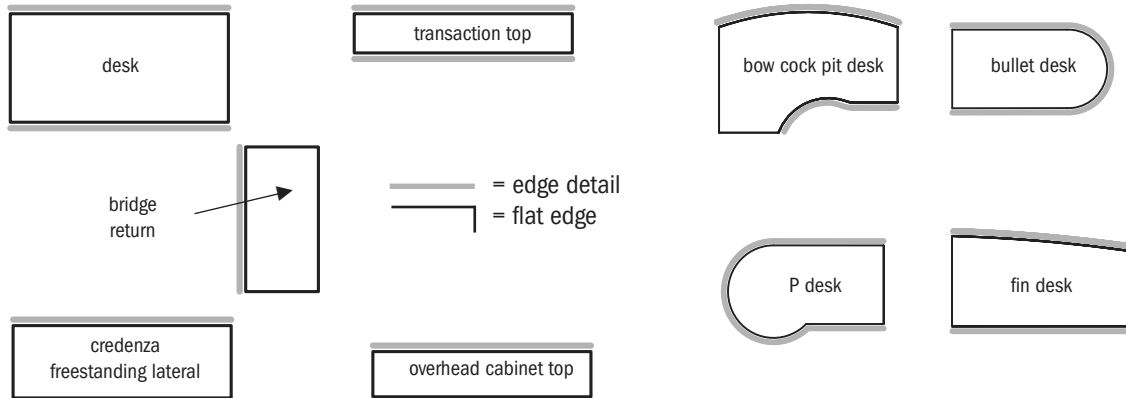 desk
transaction top
bow cock pit desk
bullet desk
bridge
return
= edge detail
= flat edge
P desk
fin desk
credenza
freestanding lateral
overhead cabinet top